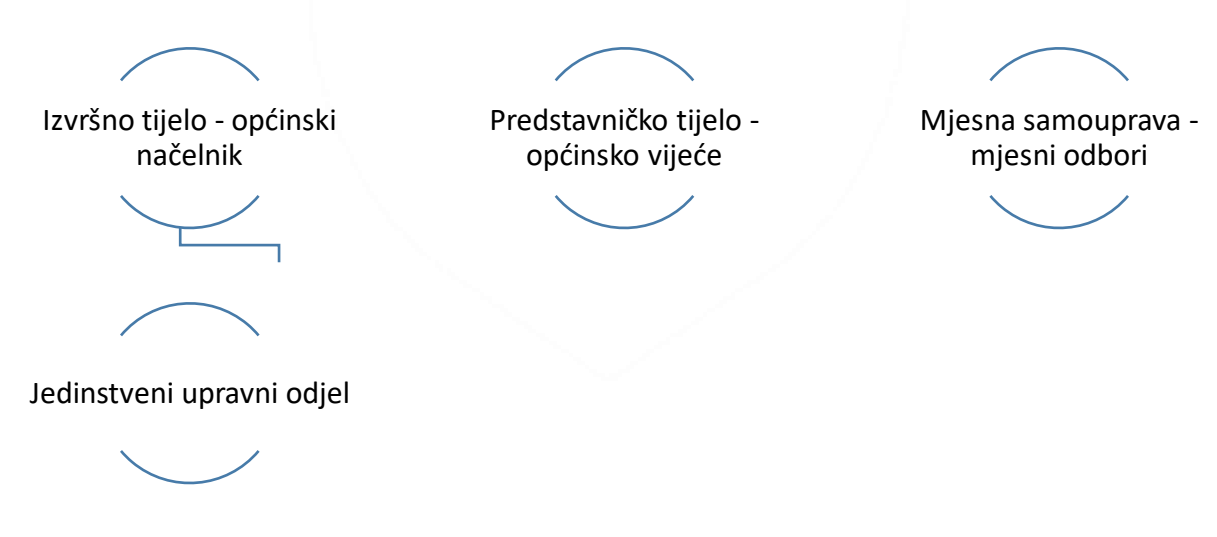 Izvršno tijelo - općinski
načelnik
Predstavničko tijelo -
općinsko vijeće
Mjesna samouprava -
mjesni odbori
Jedinstveni upravni odjel